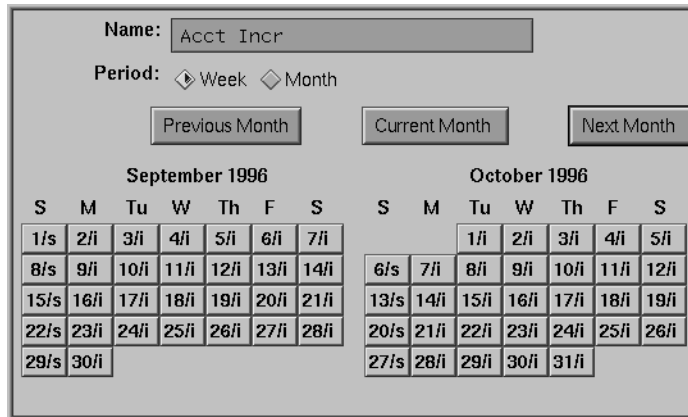 Name: Acct Incr
Period: Week Month
Previous Month Current Month Next Month
September 1996 October 1996
S M Tu W Th F S S M Tu W Th F S
1/s 2/i 3/i 4/i 5/i 6/i 7/i 1/i 2/i 3/i 4/i 5/i
8/s 9/i 10/i 11/i 12/i 13/i 14/i 6/s 7/i 8/i 9/i 10/i 11/i 12/i
15/s 16/i 17/i 18/i 19/i 20/i 21/i 13/s 14/i 15/i 16/i 17/i 18/i 19/i
22/s 23/i 24/i 25/i 26/i 27/i 28/i 20/s 21/i 22/i 23/i 24/i 25/i 26/i
29/s 30/i 27/s 28/i 29/i 30/i 31/i